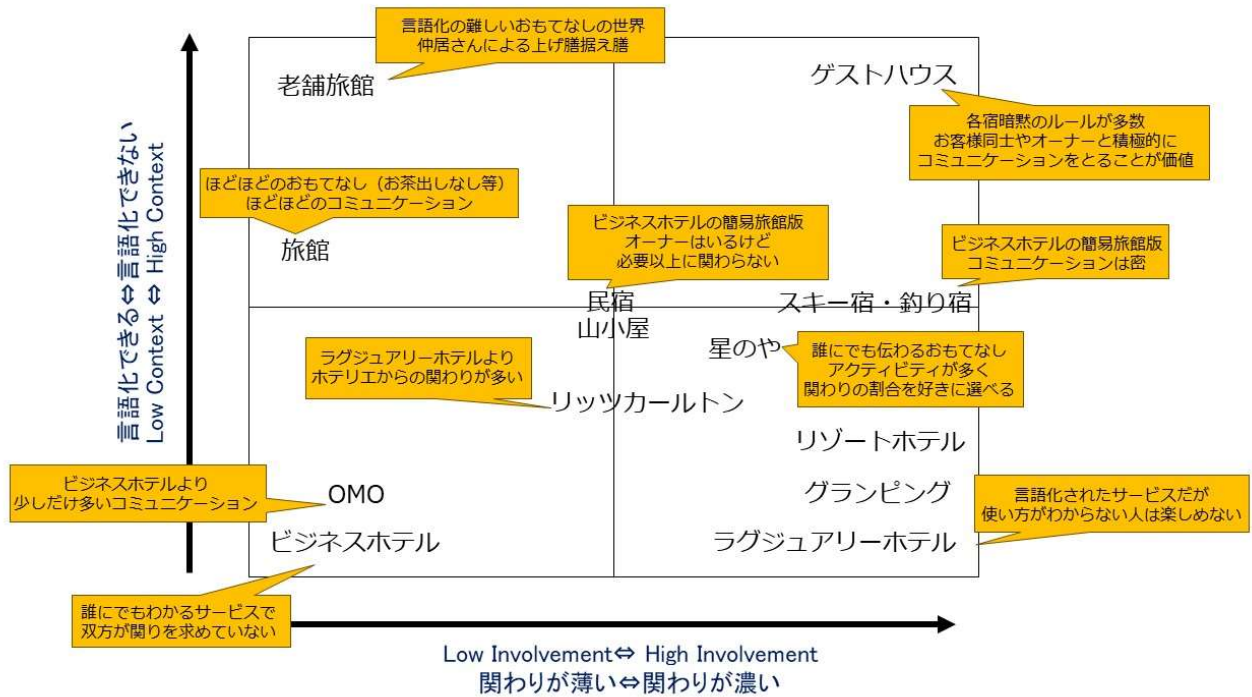 言語化の難しいおもてなしの世界
仲居さんによる上げ膳据え膳
老舗旅館
ゲストハウス
各宿暗黙のルールが多数
お客様同士やオーナーと積極的に
コミュニケーションをとることが価値
言語化できる⇔言語化できない
Low Context ⇔ High Context
ほどほどのおもてなし（お茶出しなし等）
ほどほどのコミュニケーション
旅館
ビジネスホテルの簡易旅館版
オーナーはいるけど
必要以上に関わらない
ビジネスホテルの簡易旅館版
コミュニケーションは密
民宿
山小屋
スキー宿・釣り宿
星のや
誰にでも伝わるおもてなし
アクティビティが多く
関わりの割合を好きに選べる
ラグジュアリーホテルより
ホテリエからの関わりが多い
リッツカールトン
リゾートホテル
ビジネスホテルより
少しだけ多いコミュニケーション
OMO
グランピング
言語化されたサービスだが
使い方がわからない人は楽しめない
ビジネスホテル
ラグジュアリーホテル
誰にでもわかるサービスで
双方が関りを求めていない
Low Involvement⇔ High Involvement
関わりが薄い⇔関わりが濃い